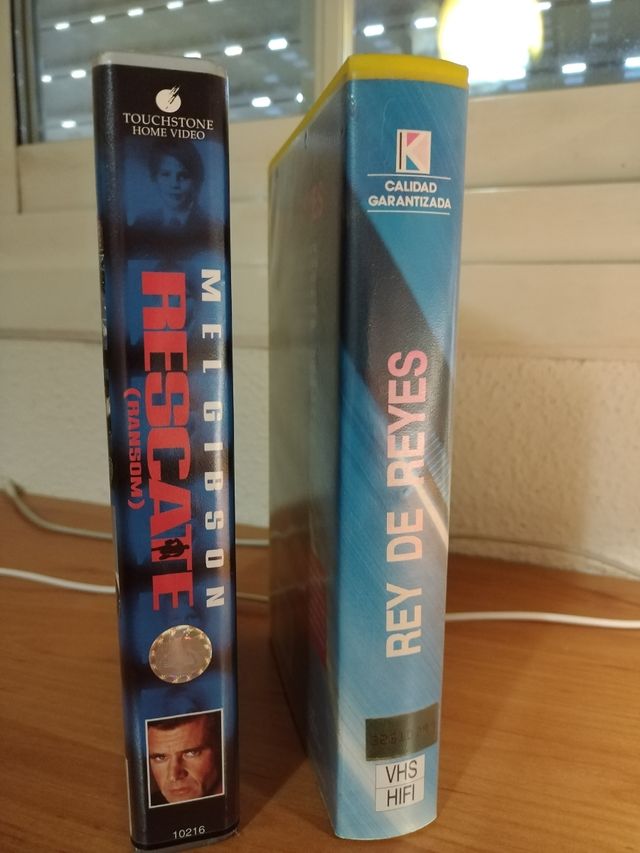 TOUCHSTONE
HOME VIDEO
MEL GIBSON
RESCATE
(RANSOM)
10216
K
CALIDAD
GARANTIZADA
REY DE REYES
VHS
HIFI